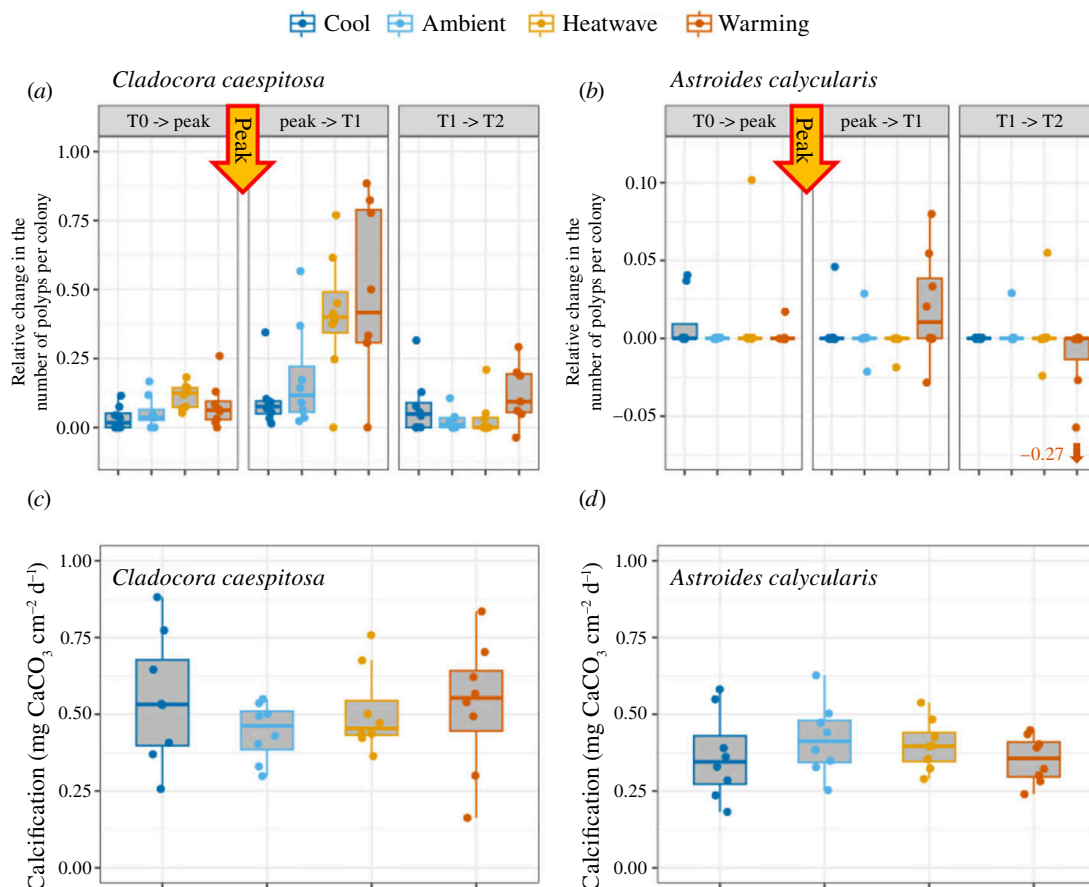 Cool Ambient Heatwave Warming
(a) Cladocora caespitosa
T0 -> peak peak -> T1 T1 -> T2
Peak
1.00
0.75
0.50
0.25
0.00
Relative change in the
number of polyps per colony
(b) Astroides calycularis
T0 -> peak peak -> T1 T1 -> T2
Peak
0.10
0.05
0.00
−0.05
Relative change in the
number of polyps per colony
−0.27
(c)
Cladocora caespitosa
1.00
0.75
0.50
0.25
0.00
Calcification (mg CaCO₃ cm⁻² d⁻¹)
(d)
Astroides calycularis
1.00
0.75
0.50
0.25
0.00
Calcification (mg CaCO₃ cm⁻² d⁻¹)